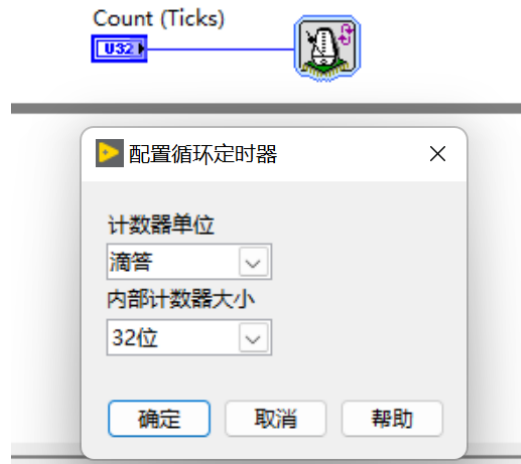 Count (Ticks)
U32
配置循环定时器
计数器单位
滴答
内部计数器大小
32位
确定 取消 帮助